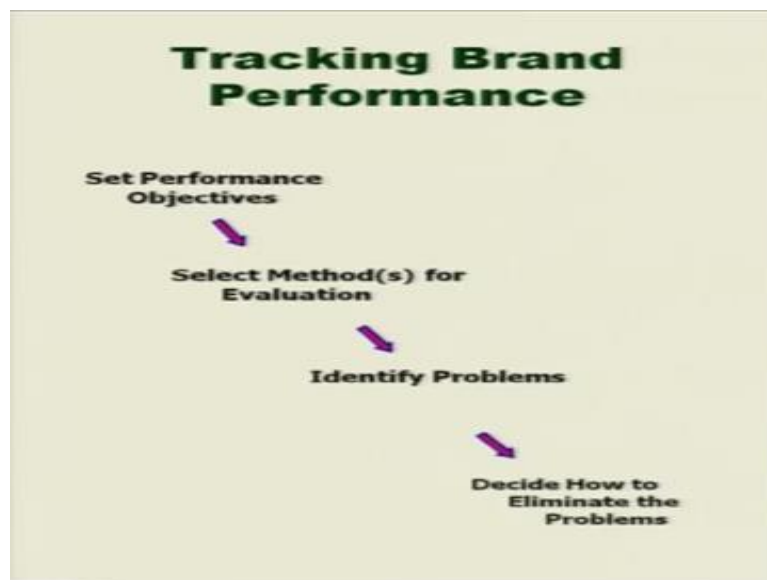 Tracking Brand
Performance
Set Performance
Objectives
Select Method(s) for
Evaluation
Identify Problems
Decide How to
Eliminate the
Problems